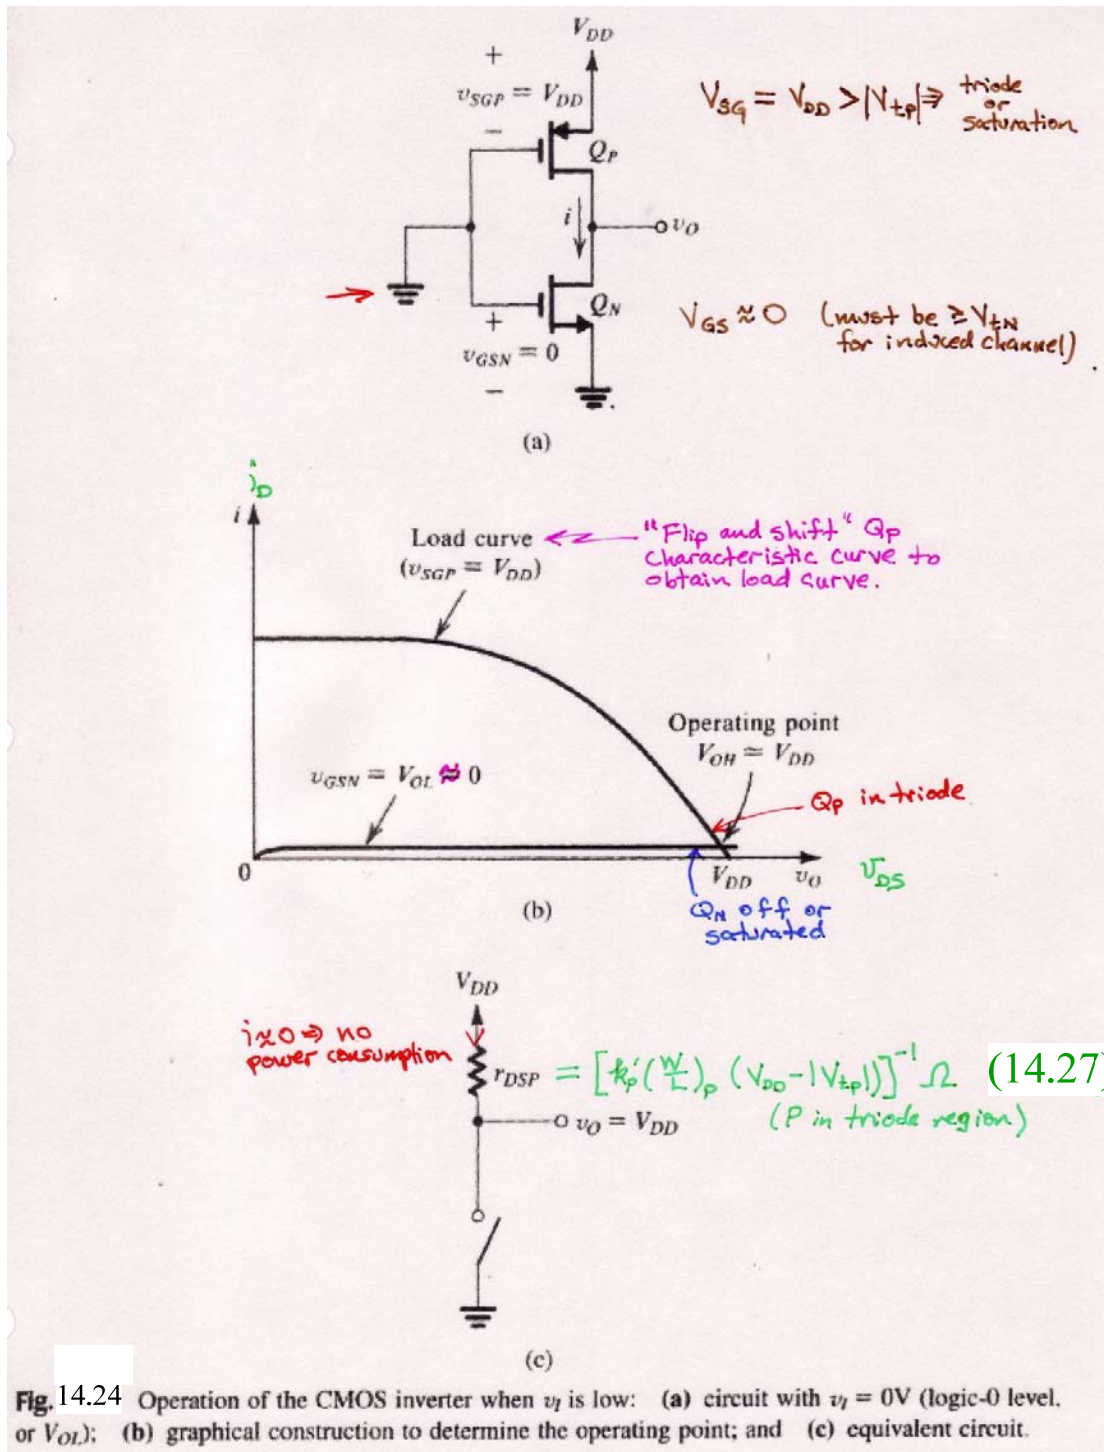 V_DD
+
v_SGP = V_DD
−
Q_P
V_SG = V_DD > |V_tp| ⇒ triode
or
saturation
i
v_O
Q_N
+
v_GSN = 0
−
V_GS ≈ 0 (must be ≥ V_tN
for induced channel)
(a)
i_D
i
Load curve
(v_SGP = V_DD)
"Flip and shift" Qp
characteristic curve to
obtain load curve.
Operating point
V_OH ≃ V_DD
v_GSN = V_OL ≈ 0
Qp in triode
0
V_DD
v_O
v_DS
(b)
Q_N off or
saturated
V_DD
i≈0 ⇒ no
power consumption
r_DSP = [k_p'(W/L)_p (V_DD-|V_tp|)]^-1 Ω (14.27)
(P in triode region)
v_O = V_DD
(c)
Fig. 14.24 Operation of the CMOS inverter when v_I is low: (a) circuit with v_I = 0V (logic-0 level,
or V_OL); (b) graphical construction to determine the operating point; and (c) equivalent circuit.